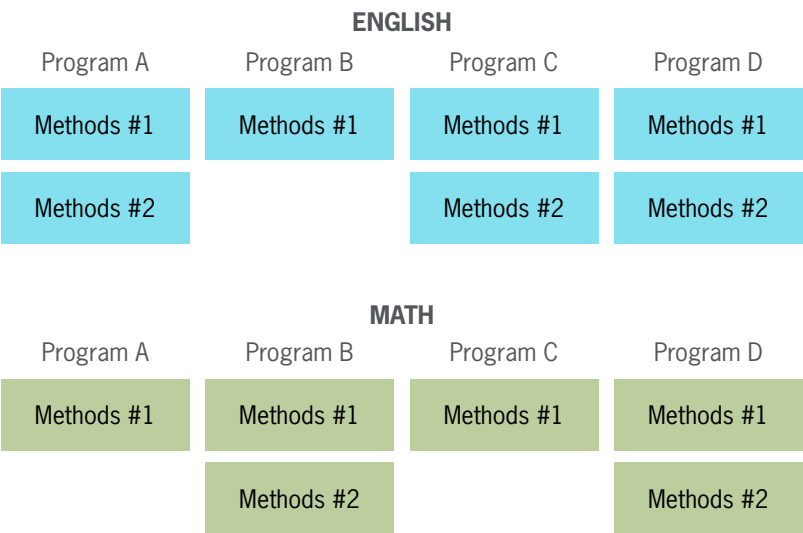 ENGLISH
Program A Program B Program C Program D
Methods #1 Methods #1 Methods #1 Methods #1
Methods #2 Methods #2 Methods #2
MATH
Program A Program B Program C Program D
Methods #1 Methods #1 Methods #1 Methods #1
Methods #2 Methods #2